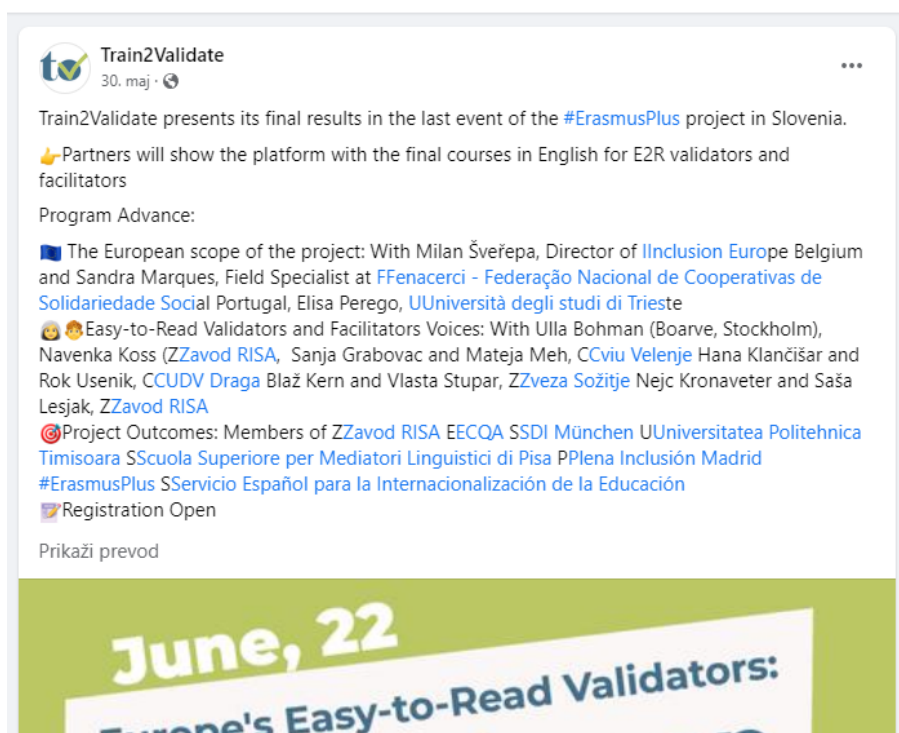 Train2Validate
30. maj ·
Train2Validate presents its final results in the last event of the #ErasmusPlus project in Slovenia.
👉Partners will show the platform with the final courses in English for E2R validators and
facilitators
Program Advance:
🇪🇺 The European scope of the project: With Milan Šveřepa, Director of IInclusion Europe Belgium
and Sandra Marques, Field Specialist at FFenacerci - Federação Nacional de Cooperativas de
Solidariedade Social Portugal, Elisa Perego, UUniversità degli studi di Trieste
👩🧒Easy-to-Read Validators and Facilitators Voices: With Ulla Bohman (Boarve, Stockholm),
Navenka Koss (ZZavod RISA, Sanja Grabovac and Mateja Meh, CCviu Velenje Hana Klančišar and
Rok Usenik, CCUDV Draga Blaž Kern and Vlasta Stupar, ZZveza Sožitje Nejc Kronaveter and Saša
Lesjak, ZZavod RISA
🎯Project Outcomes: Members of ZZavod RISA EECQA SSDI München UUniversitatea Politehnica
Timisoara SScuola Superiore per Mediatori Linguistici di Pisa PPlena Inclusión Madrid
#ErasmusPlus SServicio Español para la Internacionalización de la Educación
📝Registration Open
Prikaži prevod
June, 22
Europe's Easy-to-Read Validators: